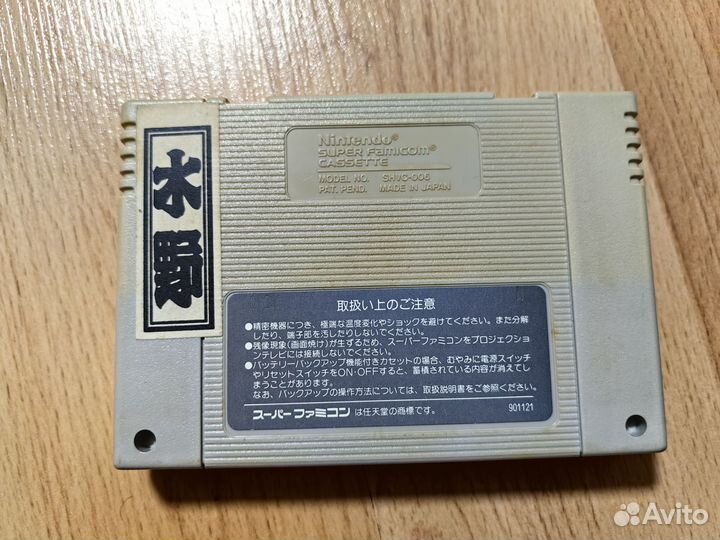 水野
Nintendo®
SUPER FAMICOM®
CASSETTE
MODEL NO. SHVC-006
PAT. PEND. MADE IN JAPAN
取扱い上のご注意
●精密機器につき、極端な温度変化やショックを避けてください。また分解
したり、端子部を汚したりしないでください。
●残像現象(画面焼け)が生ずるため、スーパーファミコンをプロジェクショ
ンテレビには接続しないでください。
●バッテリーバックアップ機能付きカセットの場合、むやみに電源スイッチ
やリセットスイッチをON・OFFすると、蓄積されている内容が消えてし
まうことがあります。
なお、バックアップの操作方法については、取扱説明書をご参照ください。
スーパーファミコン は任天堂の商標です。 901121
Avito